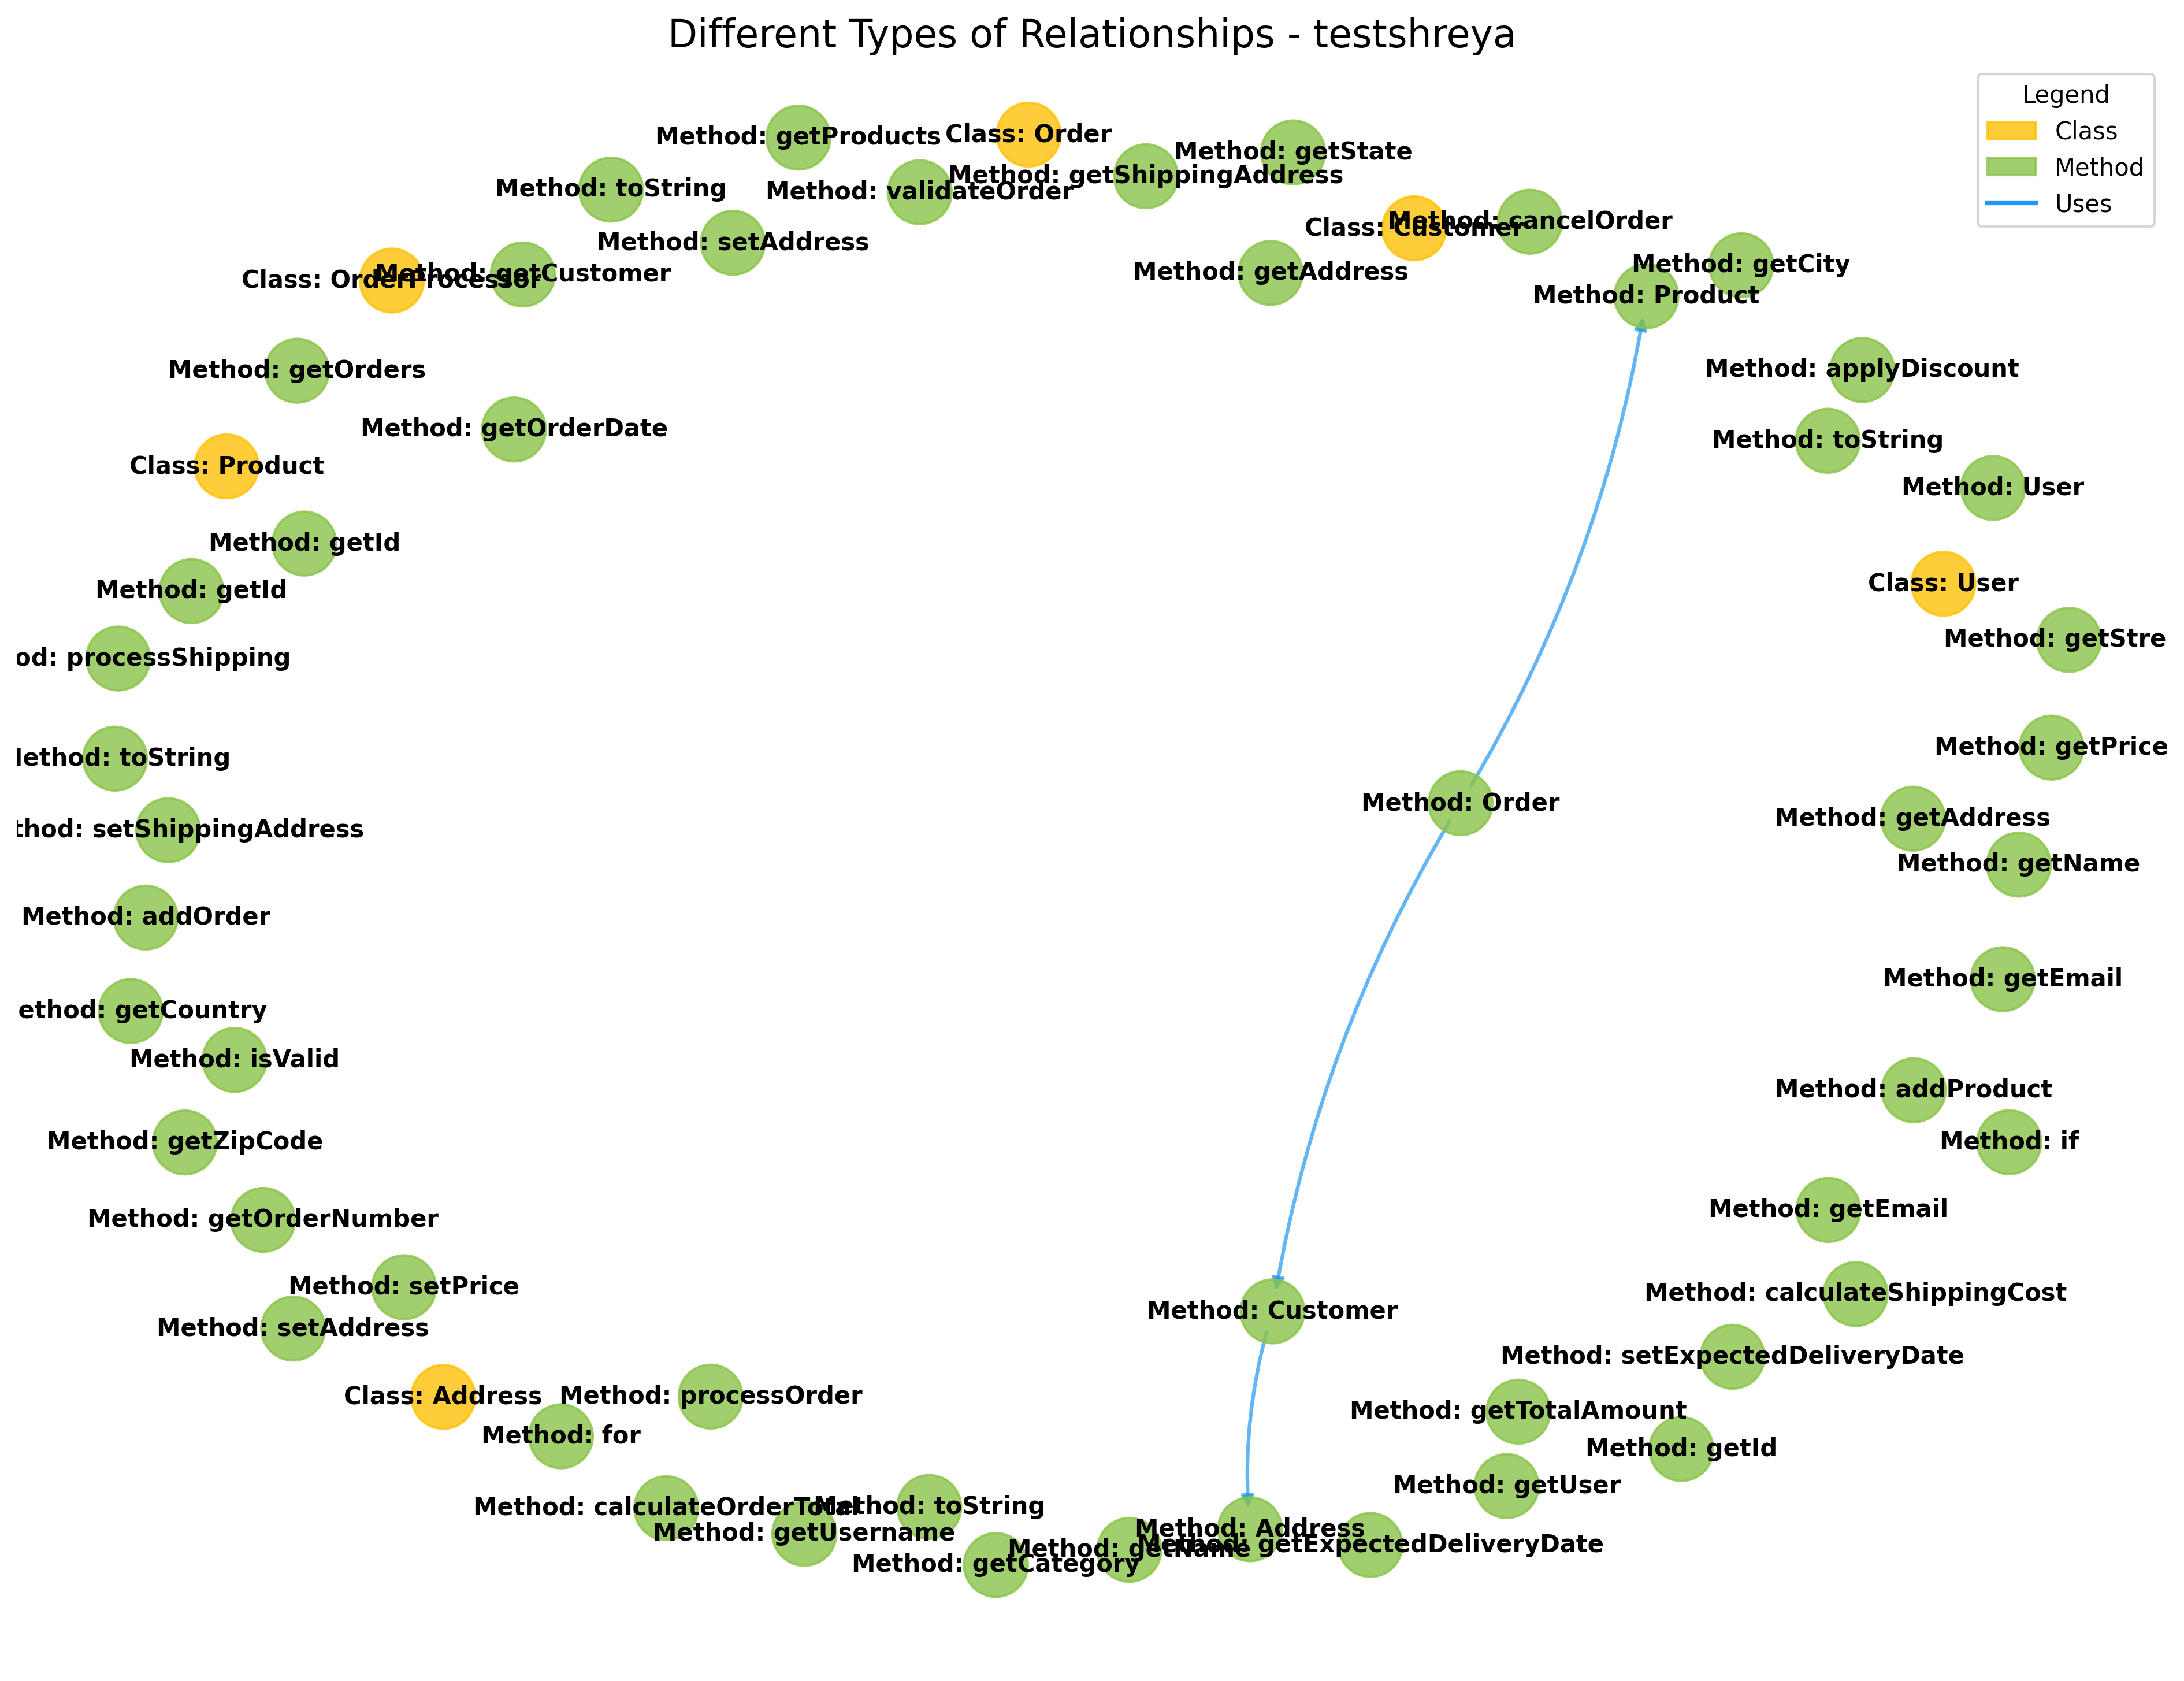 Different Types of Relationships - testshreya
Legend
Class
Method
Uses
Method: getProducts
Class: Order
Method: getState
Method: getShippingAddress
Method: toString
Method: validateOrder
Class: Customer
Method: cancelOrder
Method: setAddress
Method: getAddress
Method: getCity
Class: OrderProcessor
Method: getCustomer
Method: Product
Method: getOrders
Method: applyDiscount
Method: getOrderDate
Method: toString
Class: Product
Method: User
Method: getId
Class: User
Method: getId
Method: getStre
od: processShipping
Method: getPrice
Method: toString
Method: Order
Method: getAddress
thod: setShippingAddress
Method: getName
Method: addOrder
Method: getEmail
ethod: getCountry
Method: isValid
Method: addProduct
Method: getZipCode
Method: if
Method: getEmail
Method: getOrderNumber
Method: setPrice
Method: calculateShippingCost
Method: Customer
Method: setAddress
Method: setExpectedDeliveryDate
Class: Address
Method: processOrder
Method: getTotalAmount
Method: for
Method: getId
Method: getUser
Method: calculateOrderTotal
Method: toString
Method: getUsername
Method: Address
Method: getName
Method: getExpectedDeliveryDate
Method: getCategory